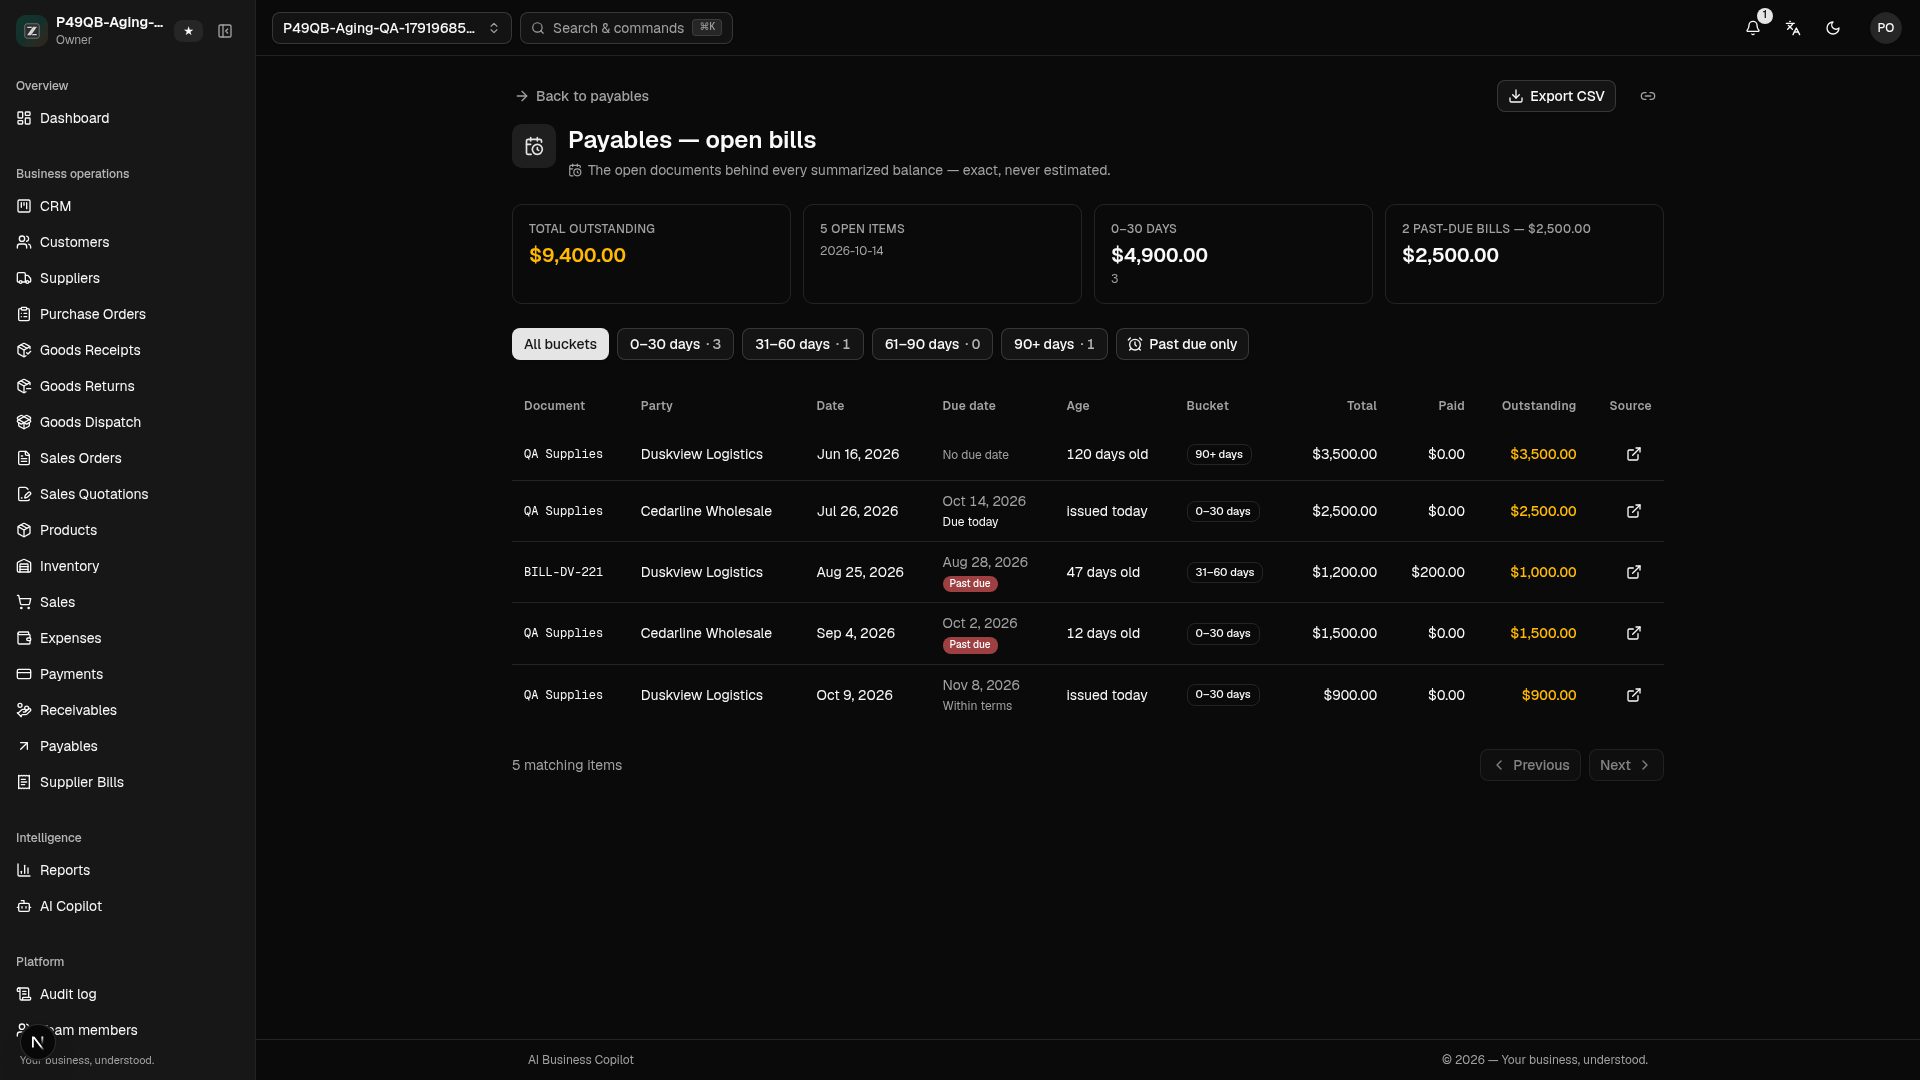 P49QB-Aging-...
Owner
P49QB-Aging-QA-17919685...
Search & commands
⌘K
1
PO
Overview
Dashboard
Business operations
CRM
Customers
Suppliers
Purchase Orders
Goods Receipts
Goods Returns
Goods Dispatch
Sales Orders
Sales Quotations
Products
Inventory
Sales
Expenses
Payments
Receivables
Payables
Supplier Bills
Intelligence
Reports
AI Copilot
Platform
Audit log
am members
N
Your business, understood.
Back to payables
Export CSV
Payables — open bills
The open documents behind every summarized balance — exact, never estimated.
TOTAL OUTSTANDING
$9,400.00
5 OPEN ITEMS
2026-10-14
0–30 DAYS
$4,900.00
3
2 PAST-DUE BILLS — $2,500.00
$2,500.00
All buckets
0–30 days · 3
31–60 days · 1
61–90 days · 0
90+ days · 1
Past due only
Document Party Date Due date Age Bucket Total Paid Outstanding Source
QA Supplies Duskview Logistics Jun 16, 2026 No due date 120 days old 90+ days $3,500.00 $0.00 $3,500.00
QA Supplies Cedarline Wholesale Jul 26, 2026 Oct 14, 2026 issued today 0–30 days $2,500.00 $0.00 $2,500.00
Due today
BILL-DV-221 Duskview Logistics Aug 25, 2026 Aug 28, 2026 47 days old 31–60 days $1,200.00 $200.00 $1,000.00
Past due
QA Supplies Cedarline Wholesale Sep 4, 2026 Oct 2, 2026 12 days old 0–30 days $1,500.00 $0.00 $1,500.00
Past due
QA Supplies Duskview Logistics Oct 9, 2026 Nov 8, 2026 issued today 0–30 days $900.00 $0.00 $900.00
Within terms
5 matching items
Previous
Next
AI Business Copilot
© 2026 — Your business, understood.